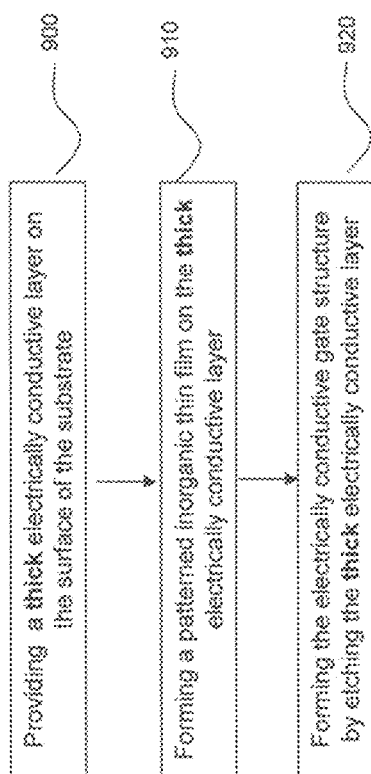 Providing a thick electrically conductive layer on
the surface of the substrate
900
Forming a patterned inorganic thin film on the thick
electrically conductive layer
910
Forming the electrically conductive gate structure
by etching the thick electrically conductive layer
920